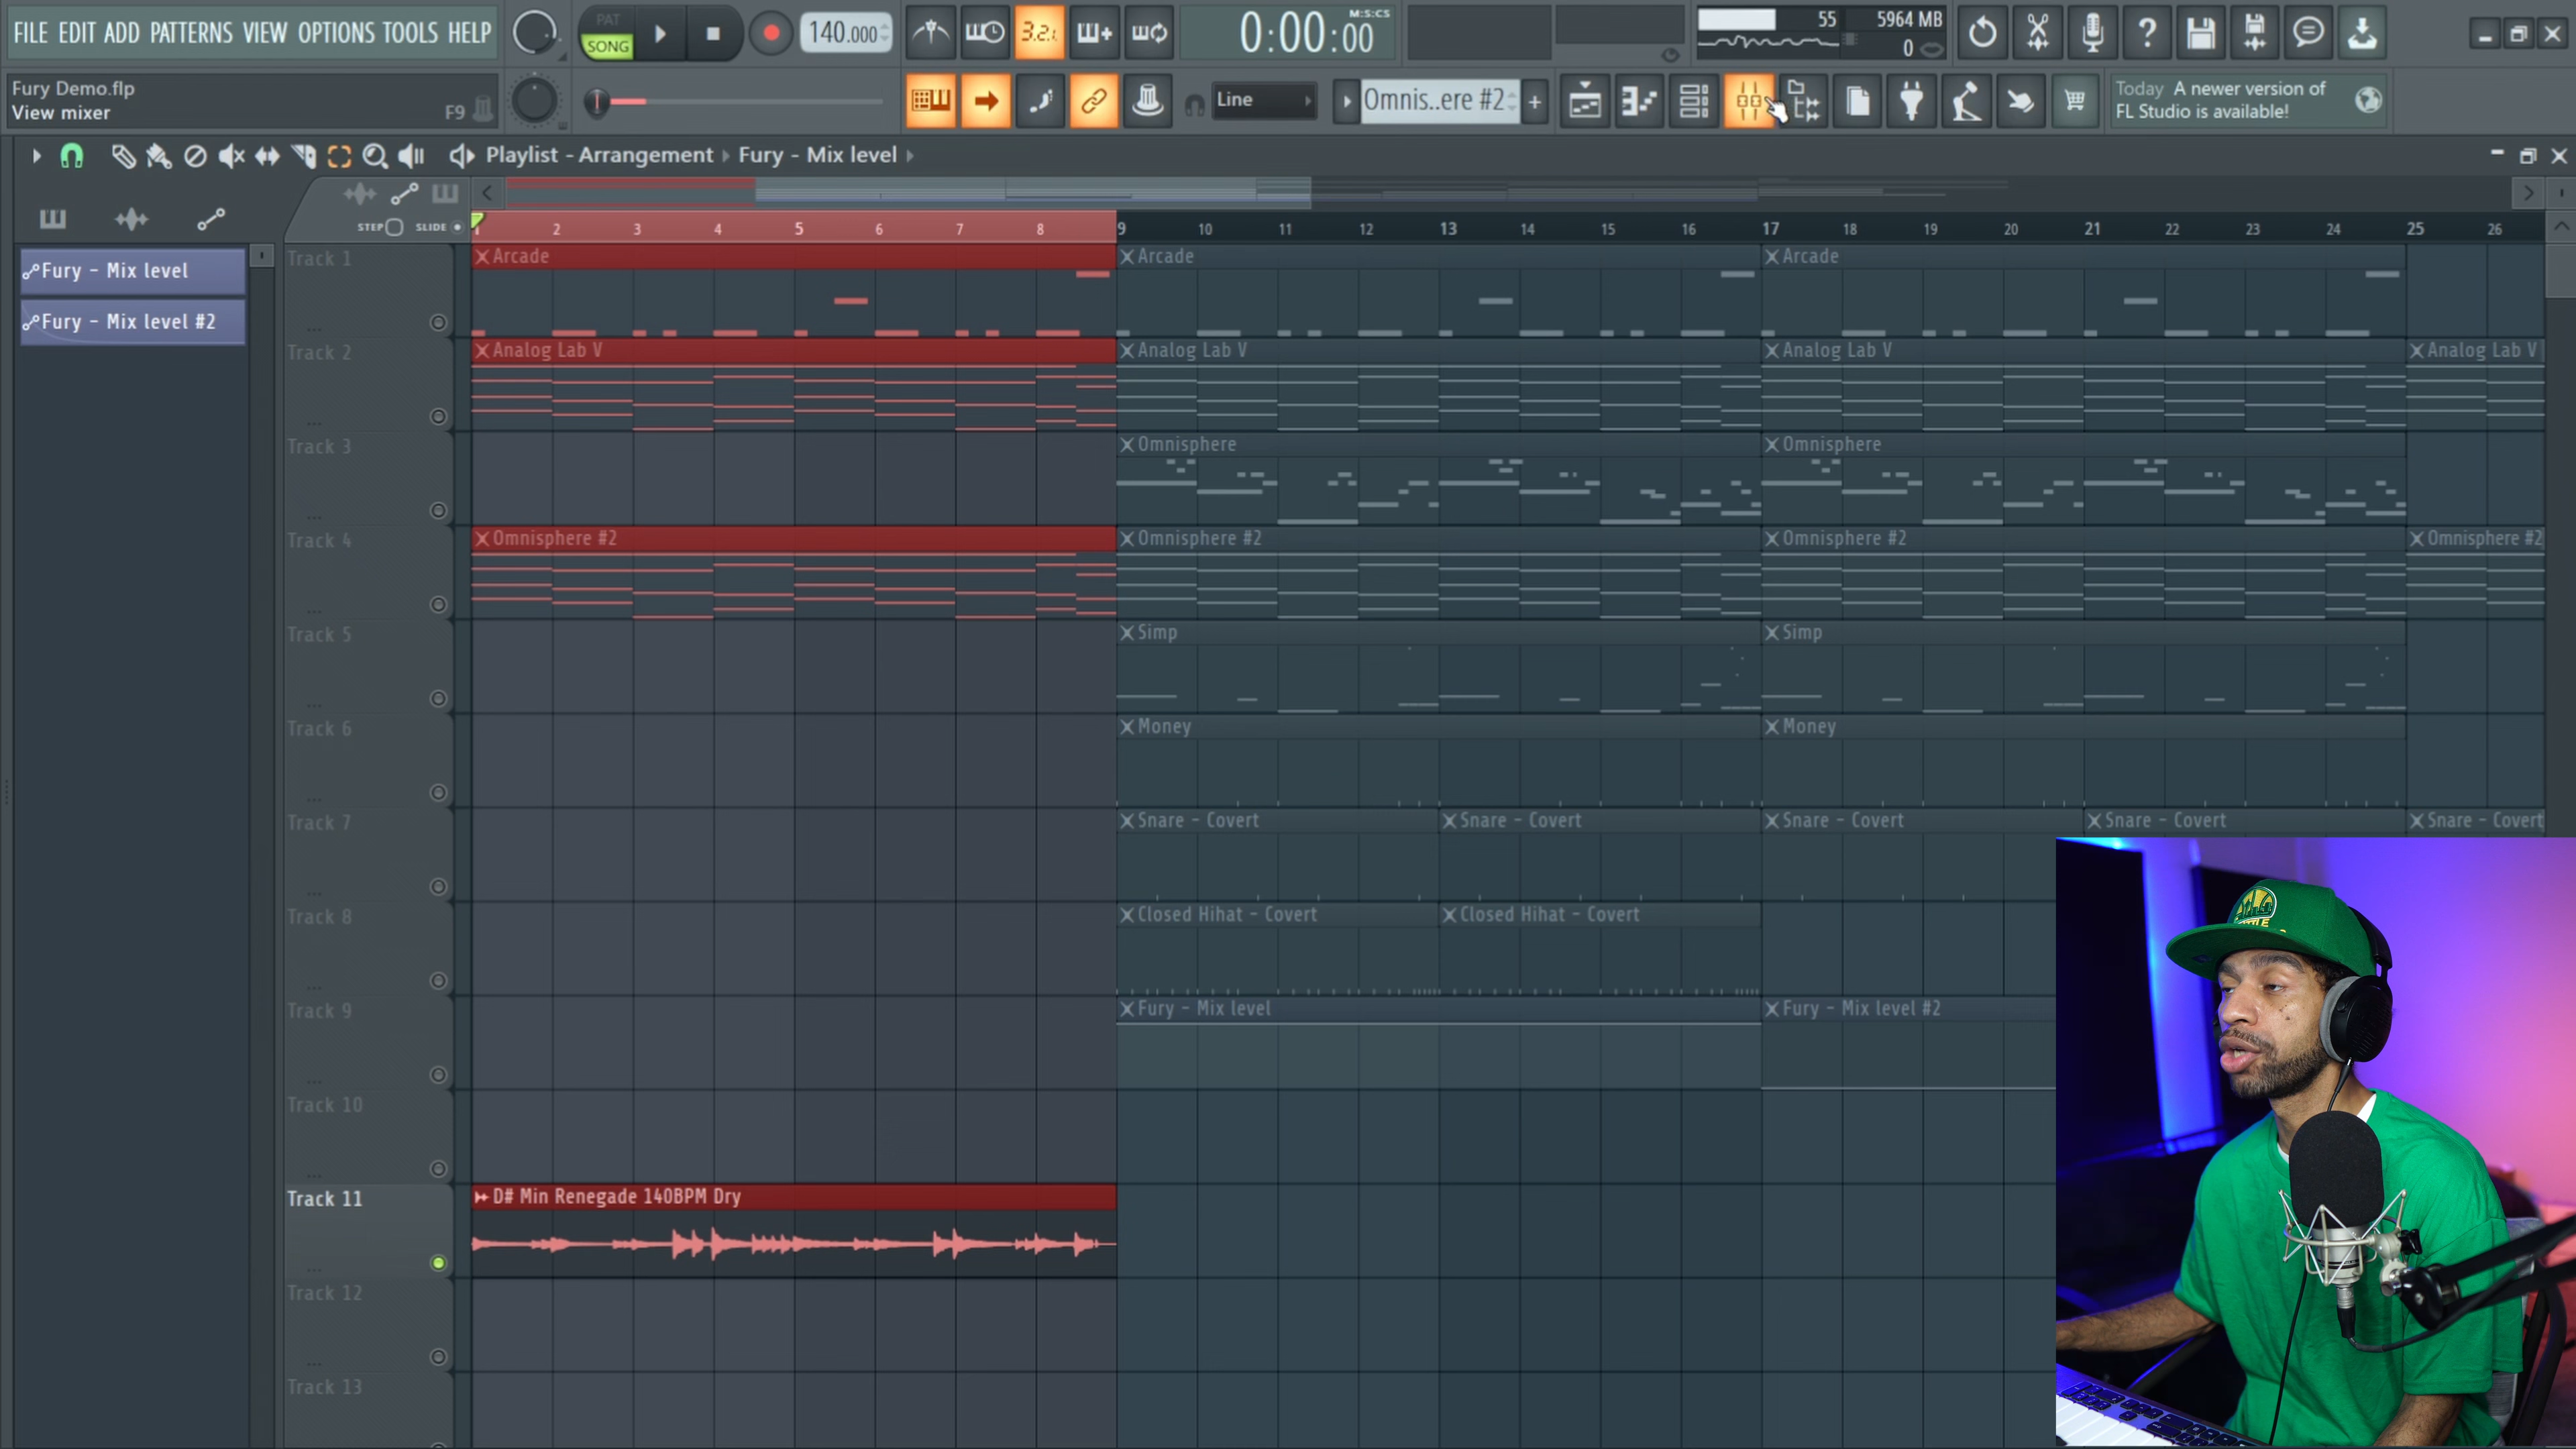 FILE EDIT ADD PATTERNS VIEW OPTIONS TOOLS HELP
PAT
SONG
140.000
3.2.
0:00:00
M:S:CS
55
5964 MB
0
Fury Demo.flp
View mixer
F9
Line
Omnis..ere #2
Today A newer version of
FL Studio is available!
Playlist - Arrangement
Fury - Mix level
STEP
SLIDE
1 2 3 4 5 6 7 8 9 10 11 12 13 14 15 16 17 18 19 20 21 22 23 24 25 26
Fury - Mix level
Fury - Mix level #2
Track 1
Arcade
Arcade
Arcade
Track 2
Analog Lab V
Analog Lab V
Analog Lab V
Analog Lab V
Track 3
Omnisphere
Omnisphere
Track 4
Omnisphere #2
Omnisphere #2
Omnisphere #2
Omnisphere #2
Track 5
Simp
Simp
Track 6
Money
Money
Track 7
Snare - Covert
Snare - Covert
Snare - Covert
Snare - Covert
Snare - Covert
Track 8
Closed Hihat - Covert
Closed Hihat - Covert
Track 9
Fury - Mix level
Fury - Mix level #2
Track 10
Track 11
D# Min Renegade 140BPM Dry
Track 12
Track 13